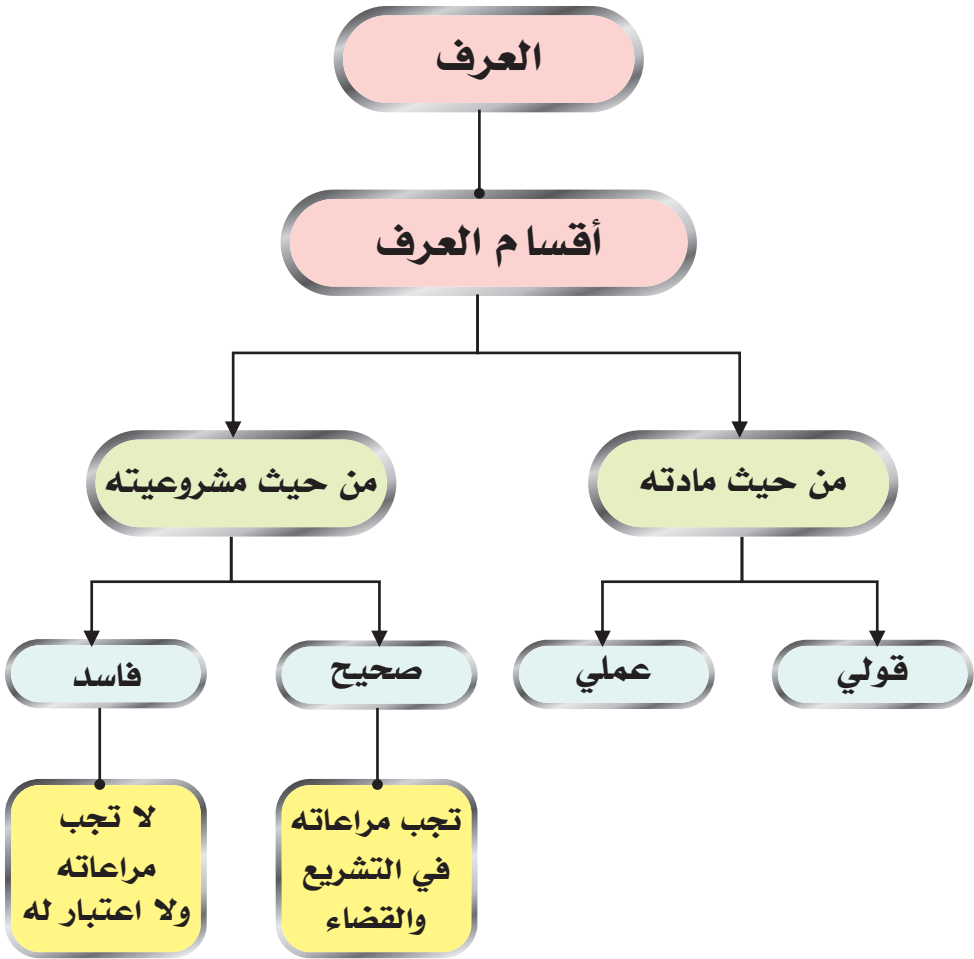 العرف
أقسام العرف
من حيث مادته
من حيث مشروعيته
قولي
عملي
صحيح
فاسد
تجب مراعاته
في التشريع
والقضاء
لا تجب
مراعاته
ولا اعتبار له